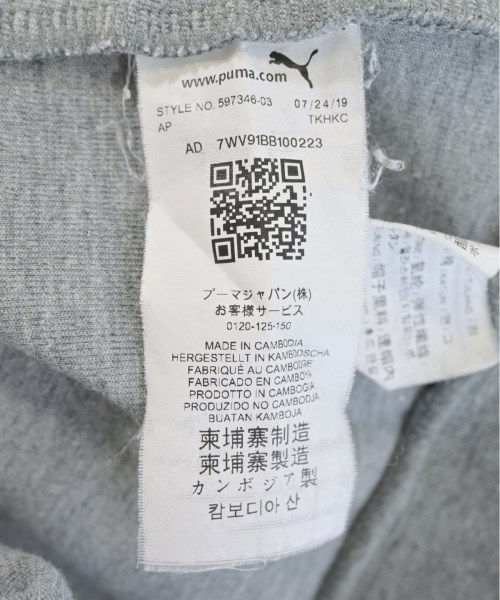 www.puma.com
STYLE NO. 597346-03 07/24/19
AP TKHKC
AD 7WV91BB100223
プーマジャパン(株)
お客様サービス
0120-125-150
MADE IN CAMBODIA
HERGESTELLT IN KAMBODSCHA
FABRIQUÉ AU CAMBODGE
FABRICADO EN CAMBOYA
PRODOTTO IN CAMBOGIA
PRODUZIDO NO CAMBODJA
BUATAN KAMBOJA
柬埔寨制造
柬埔寨製造
カンボジア製
캄보디아 산